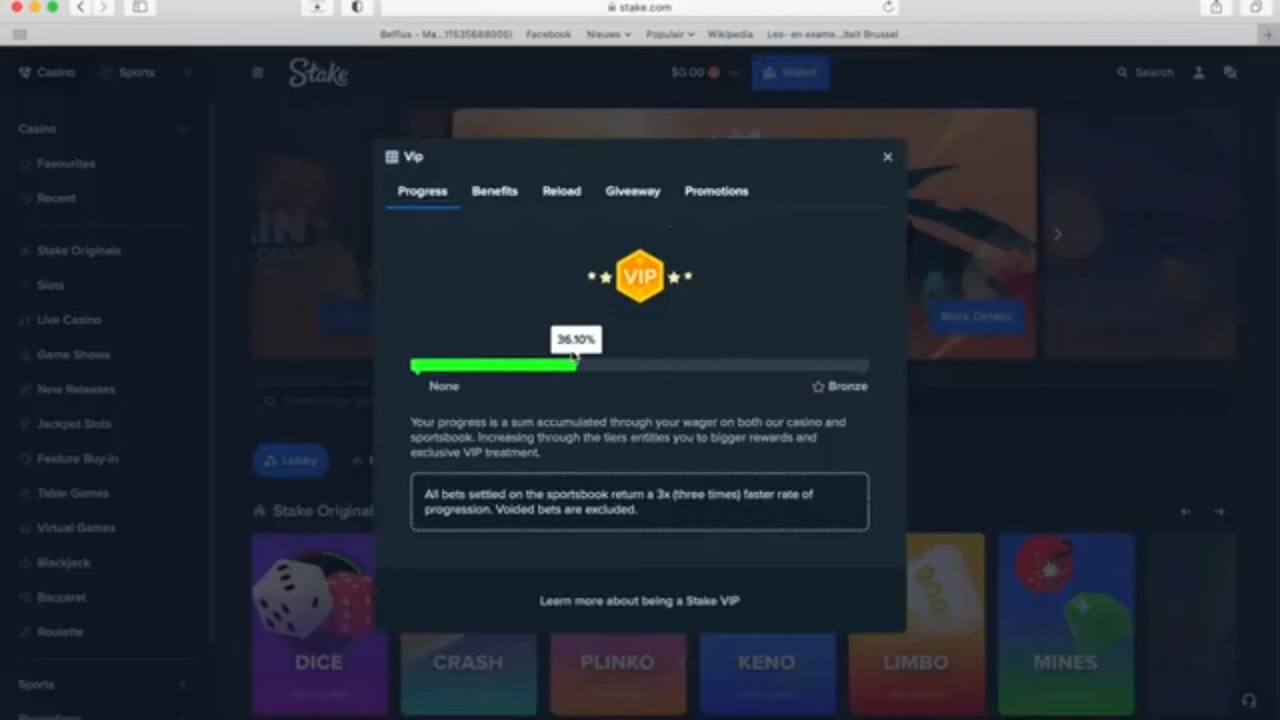 stake.com
Facebook
Nieuws
Populair
Wikipedia
Casino
Sports
Stake
$0.00
Wallet
Search
Casino
Favourites
Recent
Stake Originals
Slots
Live Casino
Game Shows
New Releases
Jackpot Slots
Feature Buy-in
Table Games
Virtual Games
Blackjack
Baccarat
Roulette
Sports
Vip
Progress
Benefits
Reload
Giveaway
Promotions
VIP
36.10%
None
Bronze
Your progress is a sum accumulated through your wager on both our casino and
sportsbook. Increasing through the tiers entitles you to bigger rewards and
exclusive VIP treatment.
All bets settled on the sportsbook return a 3x (three times) faster rate of
progression. Voided bets are excluded.
Learn more about being a Stake VIP
More Details
Lobby
Stake Original
DICE
CRASH
PLINKO
KENO
LIMBO
MINES